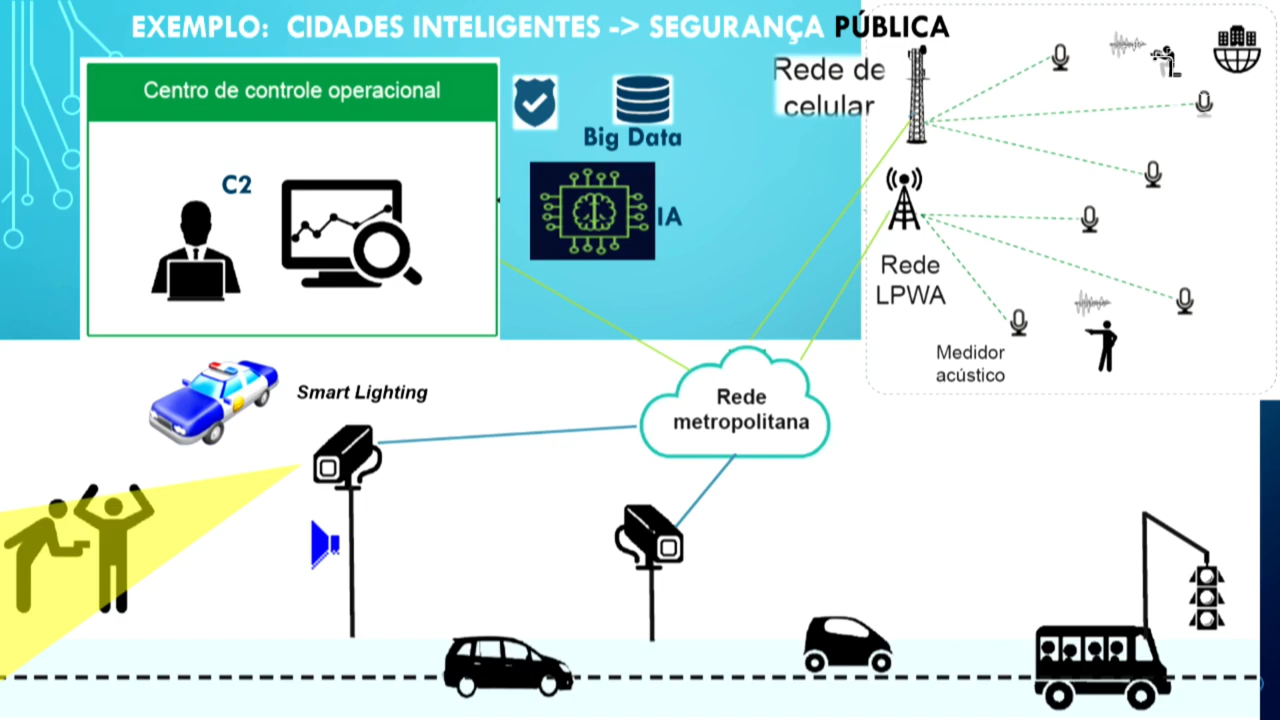 EXEMPLO: CIDADES INTELIGENTES -> SEGURANÇA PÚBLICA
Centro de controle operacional
C2
Big Data
IA
Rede de
celular
Rede
LPWA
Medidor
acústico
Smart Lighting
Rede
metropolitana